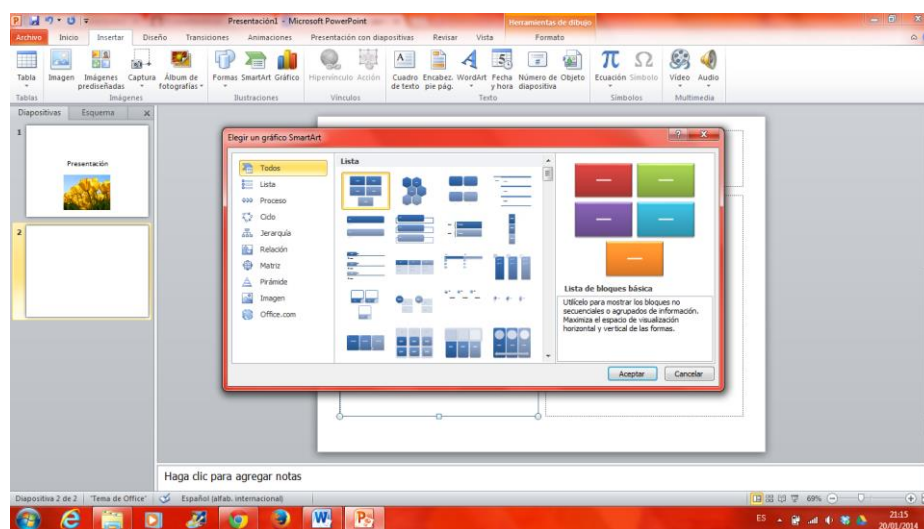 Presentación1 - Microsoft PowerPoint
Herramientas de dibujo
Archivo Inicio Insertar Diseño Transiciones Animaciones Presentación con diapositivas Revisar Vista Formato
Tabla Imagen Imágenes prediseñadas Captura Álbum de fotografías Formas SmartArt Gráfico Hipervínculo Acción Cuadro de texto Encabez. pie pág. WordArt Fecha y hora Número de diapositiva Objeto Ecuación Símbolo Vídeo Audio
Tablas Imágenes Ilustraciones Vínculos Texto Símbolos Multimedia
Diapositivas Esquema
1
Presentación
2
Elegir un gráfico SmartArt
Todos
Lista
Proceso
Ciclo
Jerarquía
Relación
Matriz
Pirámide
Imagen
Office.com
Lista
Lista de bloques básica
Utilícelo para mostrar los bloques no
secuenciales o agrupados de información.
Maximiza el espacio de visualización
horizontal y vertical de las formas.
Aceptar Cancelar
Haga clic para agregar notas
Diapositiva 2 de 2 "Tema de Office" Español (alfab. internacional) 69%
ES 21:15
20/01/2014